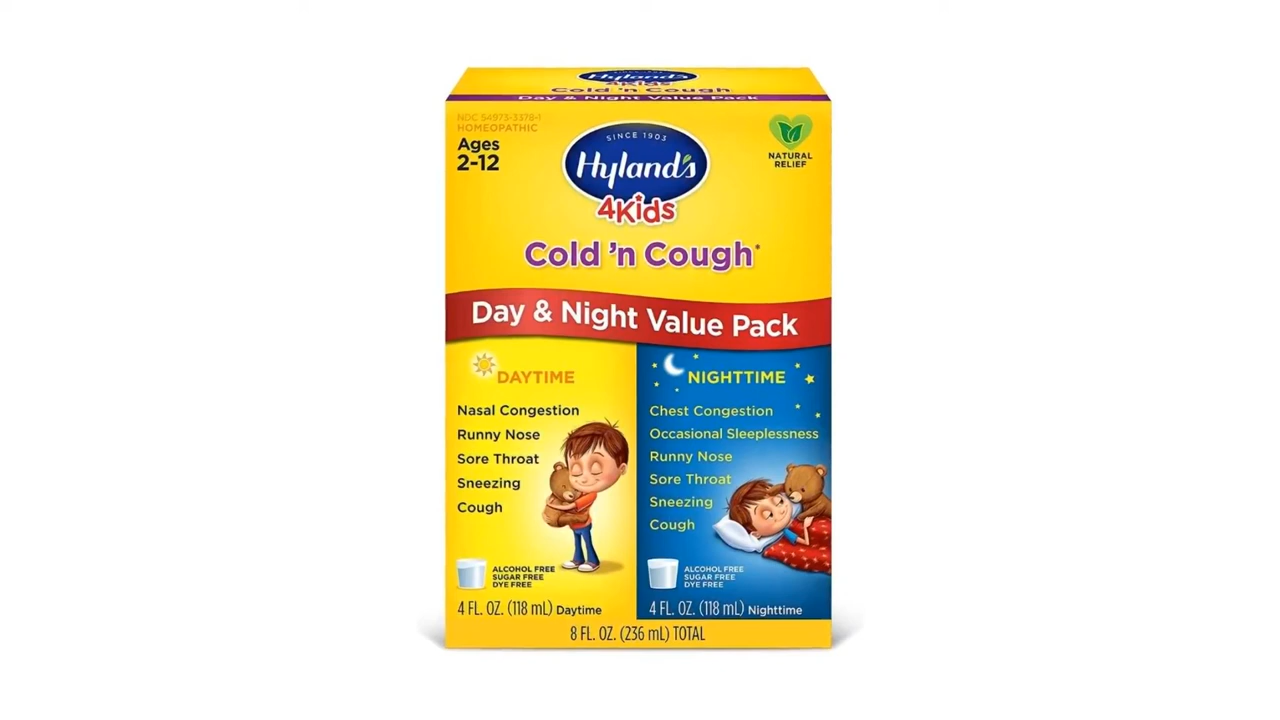 Hyland's
4Kids
Cold 'n Cough
Day & Night Value Pack
NDC 54973-3378-1
HOMEOPATHIC
Ages
2-12
SINCE 1903
Hyland's
4Kids
NATURAL
RELIEF
Cold 'n Cough*
Day & Night Value Pack
DAYTIME
Nasal Congestion
Runny Nose
Sore Throat
Sneezing
Cough
ALCOHOL FREE
SUGAR FREE
DYE FREE
4 FL. OZ. (118 mL) Daytime
NIGHTTIME
Chest Congestion
Occasional Sleeplessness
Runny Nose
Sore Throat
Sneezing
Cough
ALCOHOL FREE
SUGAR FREE
DYE FREE
4 FL. OZ. (118 mL) Nighttime
8 FL. OZ. (236 mL) TOTAL